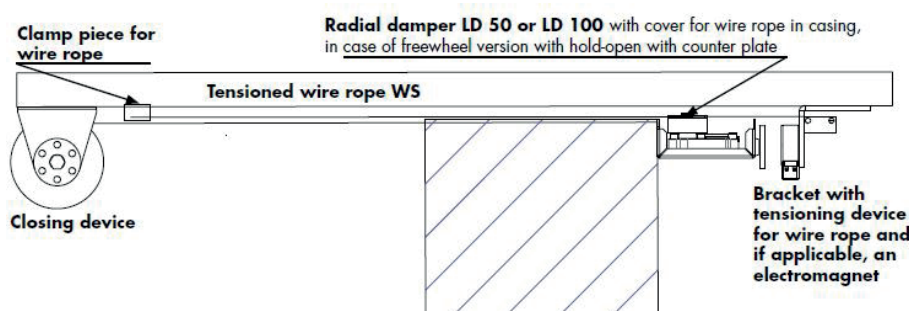 Clamp piece for
wire rope
Radial damper LD 50 or LD 100 with cover for wire rope in casing,
in case of freewheel version with hold-open with counter plate
Tensioned wire rope WS
Closing device
Bracket with
tensioning device
for wire rope and
if applicable, an
electromagnet